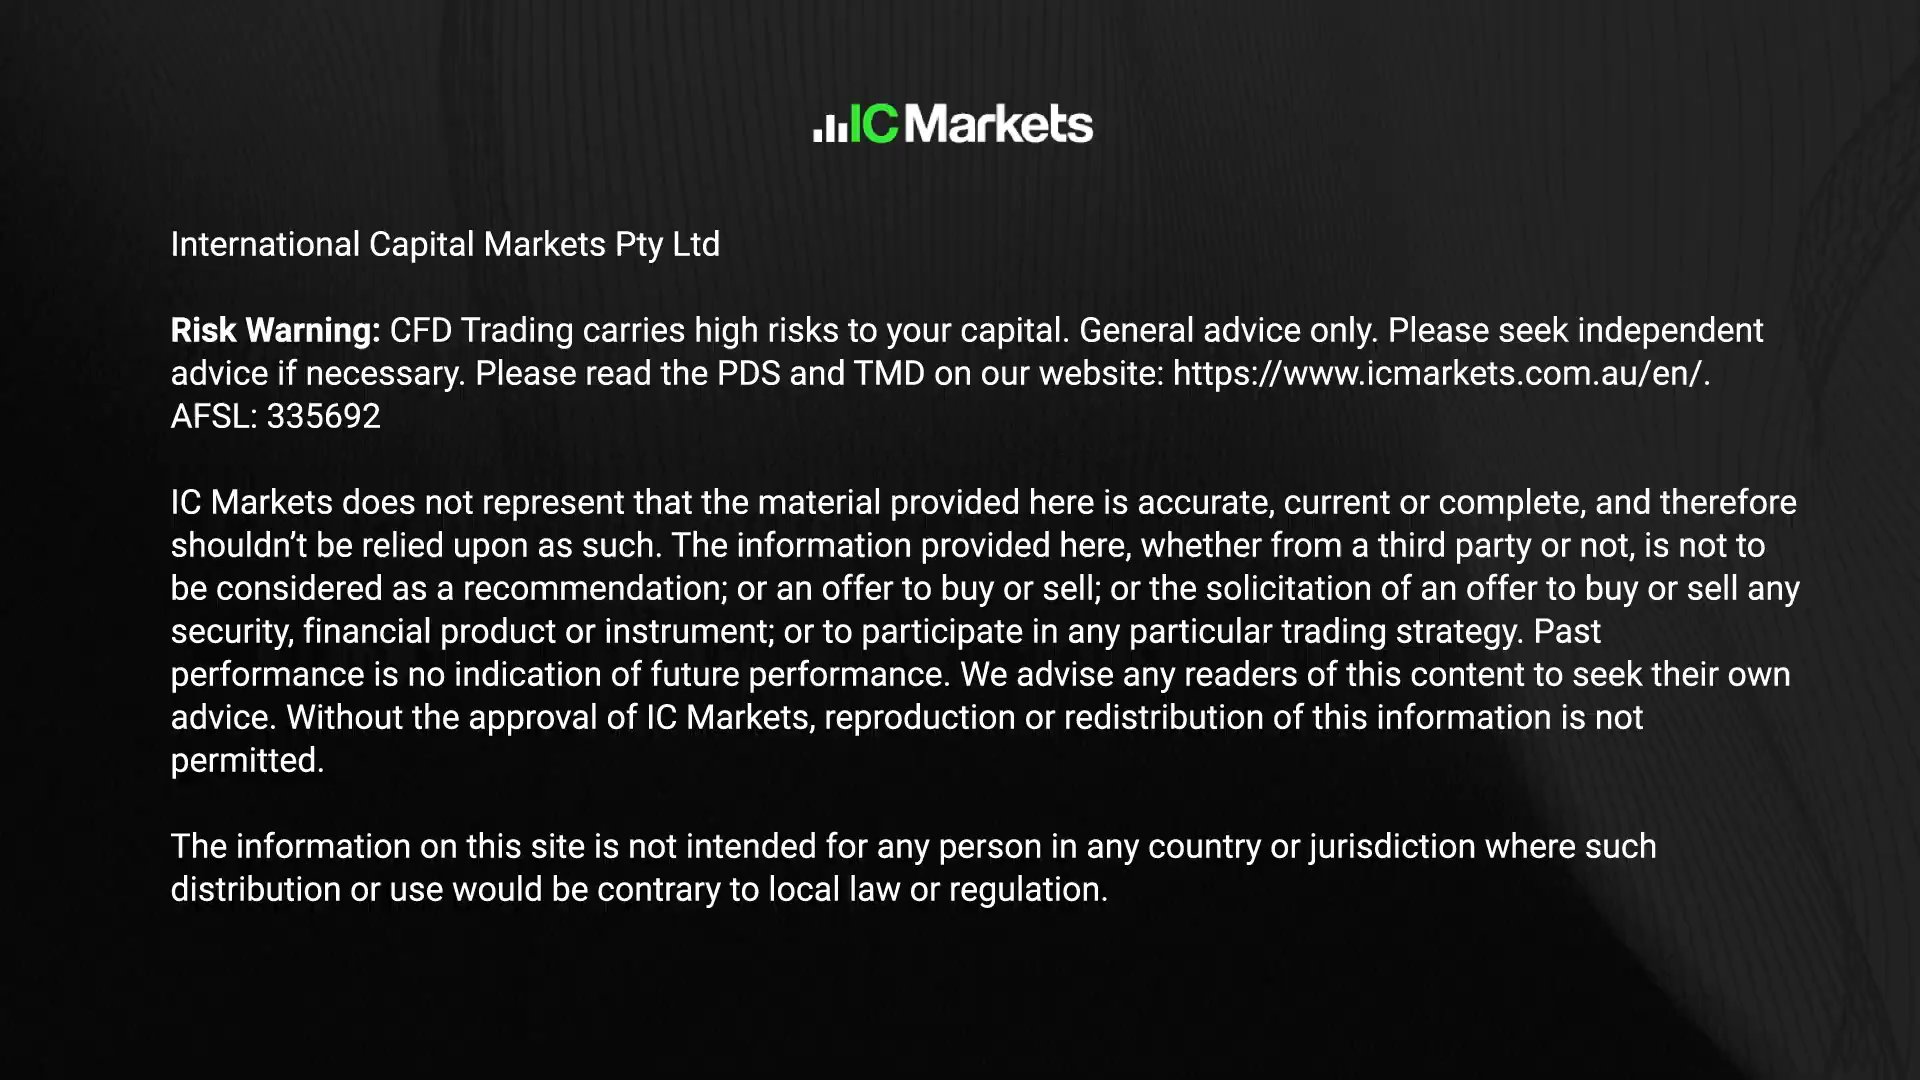 IC Markets
International Capital Markets Pty Ltd
Risk Warning: CFD Trading carries high risks to your capital. General advice only. Please seek independent
advice if necessary. Please read the PDS and TMD on our website: https://www.icmarkets.com.au/en/.
AFSL: 335692
IC Markets does not represent that the material provided here is accurate, current or complete, and therefore
shouldn’t be relied upon as such. The information provided here, whether from a third party or not, is not to
be considered as a recommendation; or an offer to buy or sell; or the solicitation of an offer to buy or sell any
security, financial product or instrument; or to participate in any particular trading strategy. Past
performance is no indication of future performance. We advise any readers of this content to seek their own
advice. Without the approval of IC Markets, reproduction or redistribution of this information is not
permitted.
The information on this site is not intended for any person in any country or jurisdiction where such
distribution or use would be contrary to local law or regulation.